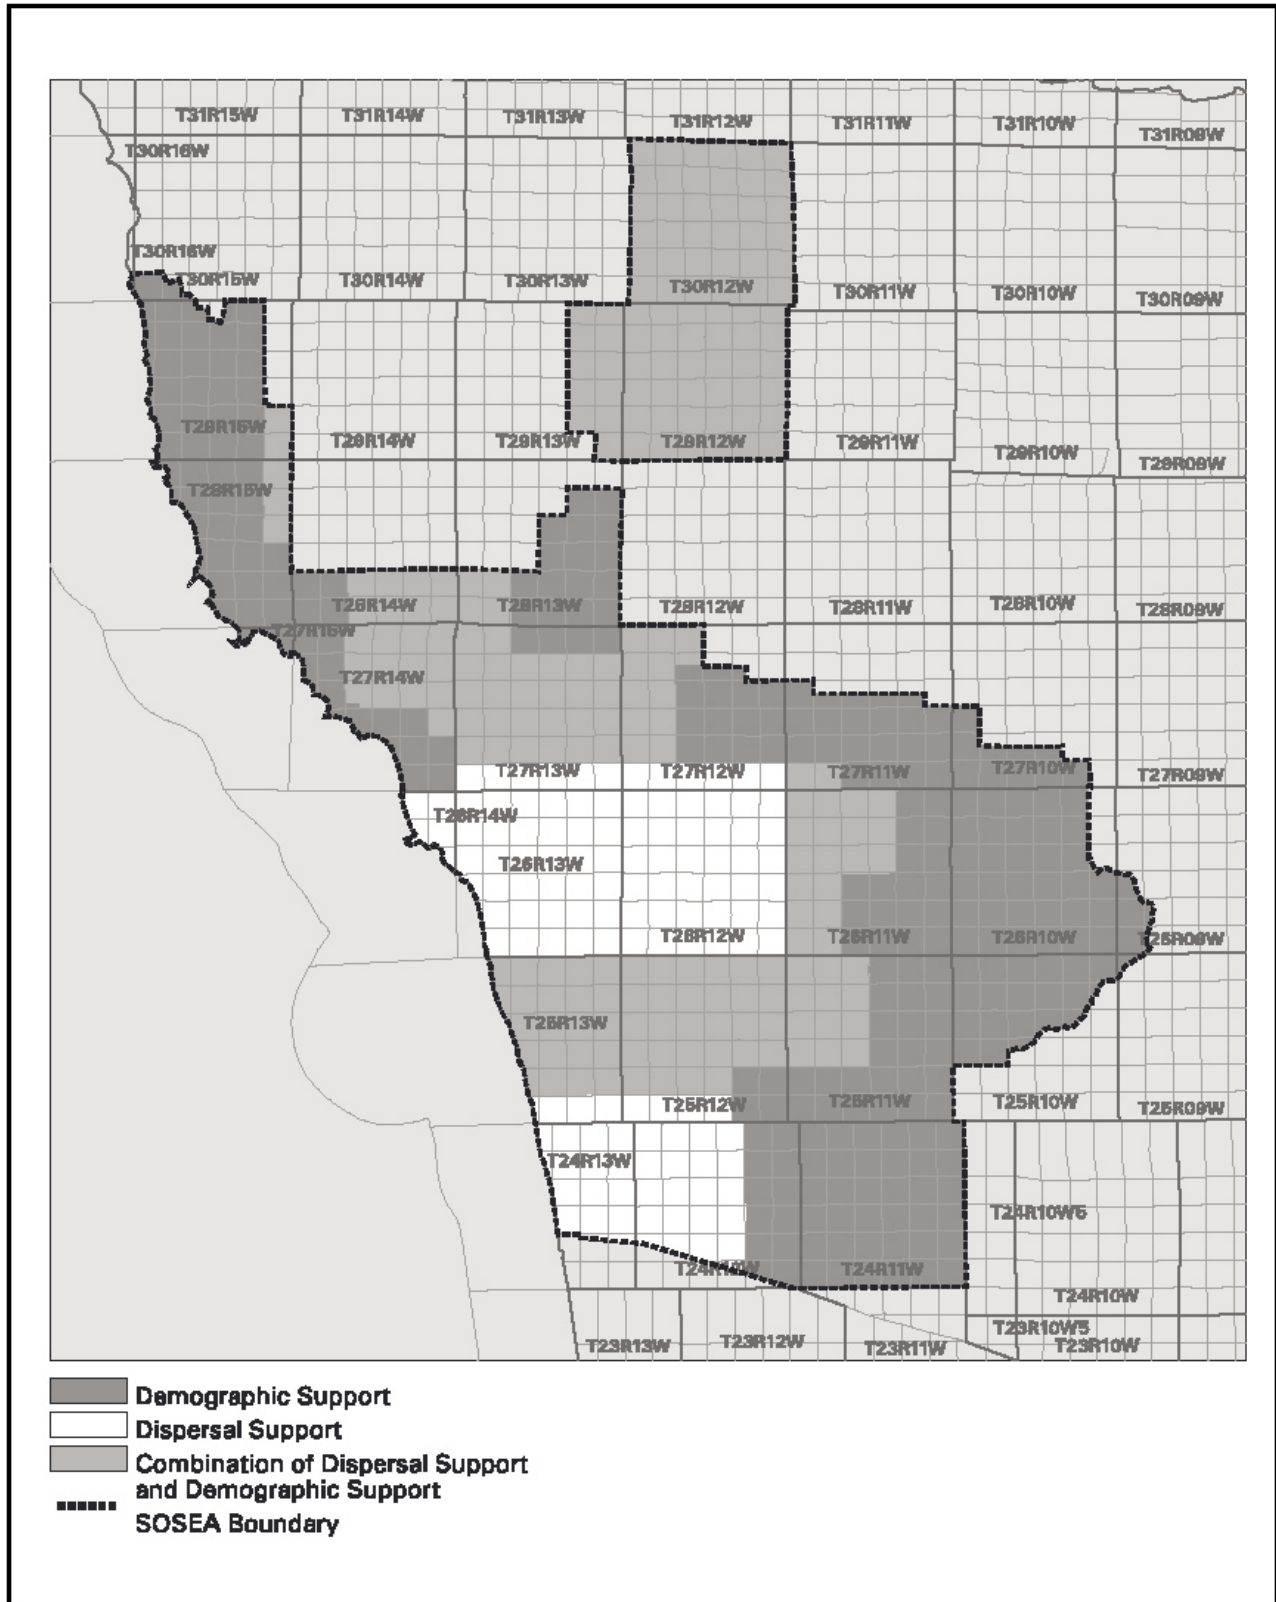 T31R15W T31R14W T31R13W T31R12W T31R11W T31R10W T31R09W
T30R16W
T30R16W
T30R15W T30R14W T30R13W T30R12W T30R11W T30R10W T30R09W
T29R15W T29R14W T29R13W T29R12W T29R11W T29R10W T29R09W
T28R15W
T28R14W T28R13W T28R12W T28R11W T28R10W T28R09W
T27R15W
T27R14W
T27R13W T27R12W T27R11W T27R10W T27R09W
T26R14W
T26R13W
T26R12W T26R11W T26R10W T26R09W
T25R13W
T25R12W T25R11W T25R10W T25R09W
T24R13W
T24R10W5
T24R12W T24R11W
T24R10W
T23R10W5
T23R13W T23R12W T23R11W T23R10W
Demographic Support
Dispersal Support
Combination of Dispersal Support
and Demographic Support
SOSEA Boundary